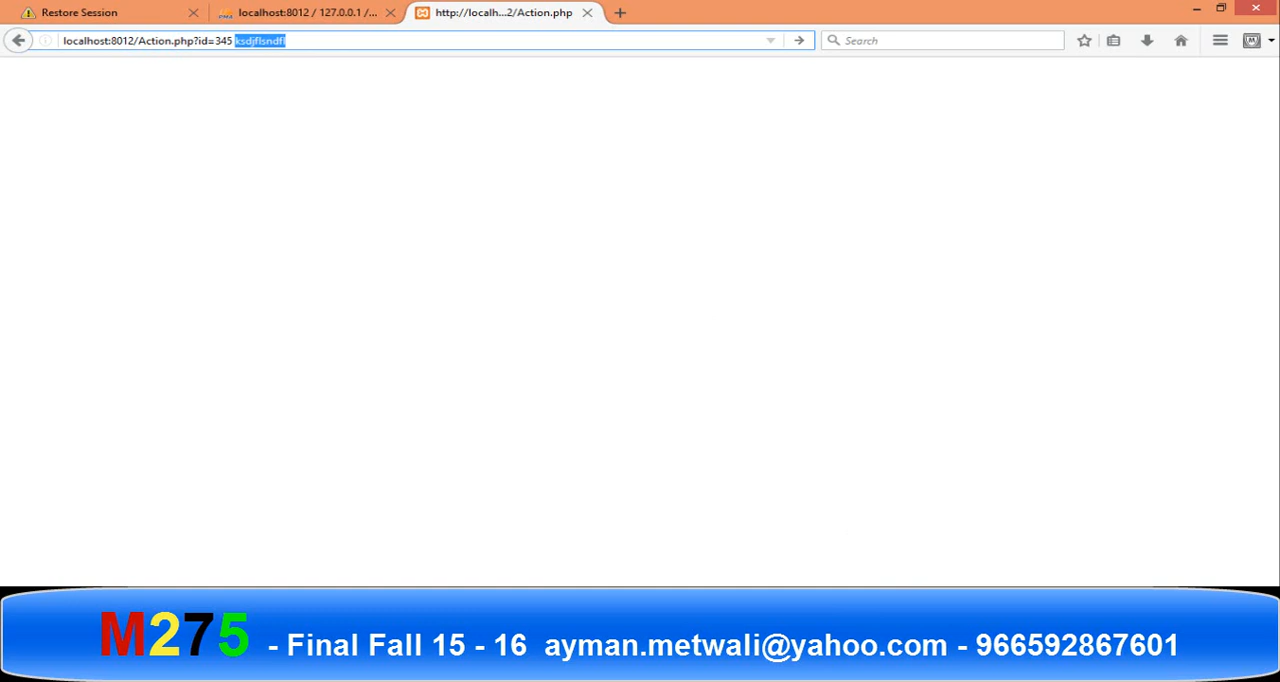 Restore Session
localhost:8012 / 127.0.0.1 /...
http://localh...2/Action.php
localhost:8012/Action.php?id=345 ksdjflsndfl
Search
M275 - Final Fall 15 - 16 ayman.metwali@yahoo.com - 966592867601